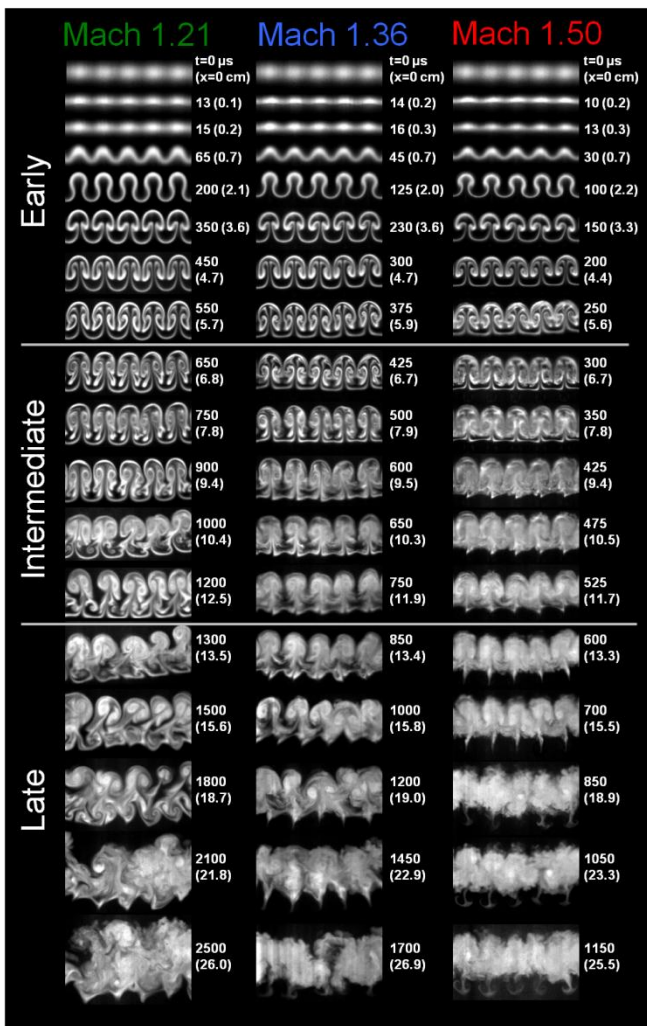 Mach 1.21 Mach 1.36 Mach 1.50
t=0 µs t=0 µs t=0 µs
(x=0 cm) (x=0 cm) (x=0 cm)
13 (0.1) 14 (0.2) 10 (0.2)
15 (0.2) 16 (0.3) 13 (0.3)
65 (0.7) 45 (0.7) 30 (0.7)
Early
200 (2.1) 125 (2.0) 100 (2.2)
350 (3.6) 230 (3.6) 150 (3.3)
450 300 200
(4.7) (4.7) (4.4)
550 375 250
(5.7) (5.9) (5.6)
650 425 300
(6.8) (6.7) (6.7)
750 500 350
(7.8) (7.9) (7.8)
Intermediate
900 600 425
(9.4) (9.5) (9.4)
1000 650 475
(10.4) (10.3) (10.5)
1200 750 525
(12.5) (11.9) (11.7)
1300 850 600
(13.5) (13.4) (13.3)
1500 1000 700
(15.6) (15.8) (15.5)
Late
1800 1200 850
(18.7) (19.0) (18.9)
2100 1450 1050
(21.8) (22.9) (23.3)
2500 1700 1150
(26.0) (26.9) (25.5)